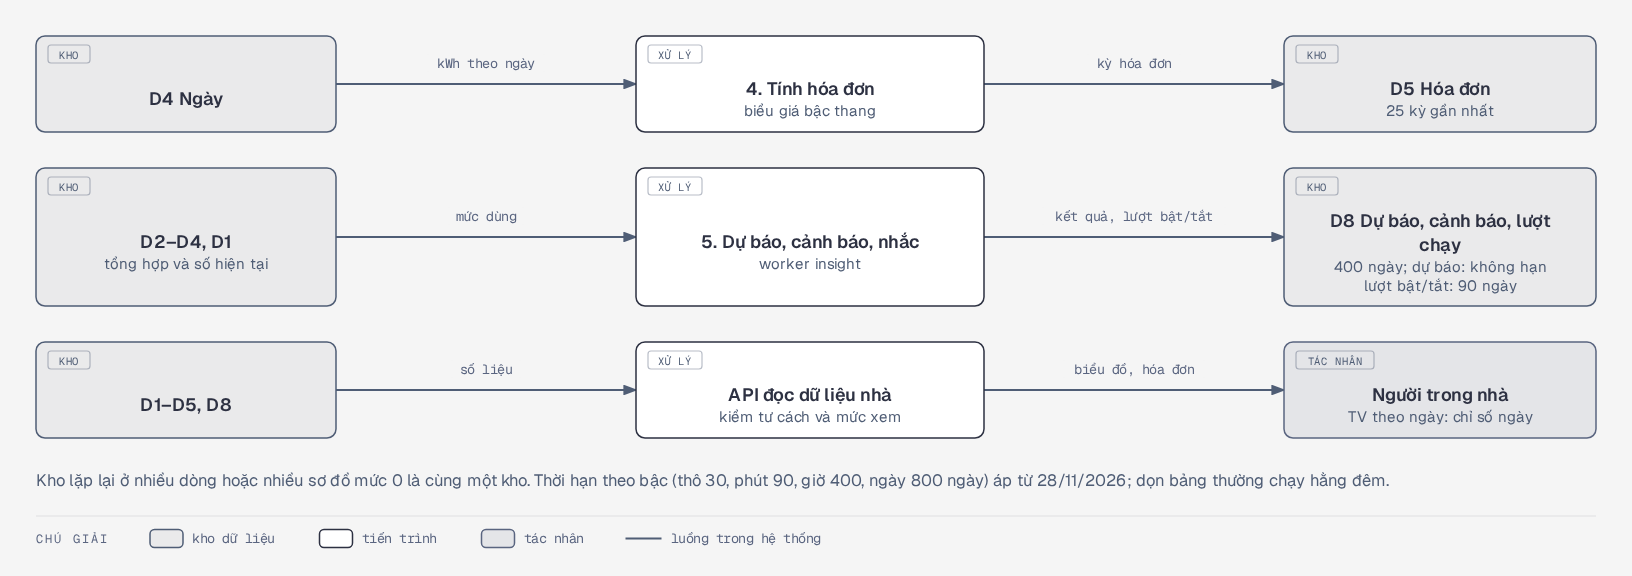 KHO
D4 Ngày
kWh theo ngày
XỬ LÝ
4. Tính hóa đơn
biểu giá bậc thang
kỳ hóa đơn
KHO
D5 Hóa đơn
25 kỳ gần nhất
KHO
D2–D4, D1
tổng hợp và số hiện tại
mức dùng
XỬ LÝ
5. Dự báo, cảnh báo, nhắc
worker insight
kết quả, lượt bật/tắt
KHO
D8 Dự báo, cảnh báo, lượt
chạy
400 ngày; dự báo: không hạn
lượt bật/tắt: 90 ngày
KHO
D1–D5, D8
số liệu
XỬ LÝ
API đọc dữ liệu nhà
kiểm tư cách và mức xem
biểu đồ, hóa đơn
TÁC NHÂN
Người trong nhà
TV theo ngày: chỉ số ngày
Kho lặp lại ở nhiều dòng hoặc nhiều sơ đồ mức 0 là cùng một kho. Thời hạn theo bậc (thô 30, phút 90, giờ 400, ngày 800 ngày) áp từ 28/11/2026; dọn bảng thường chạy hằng đêm.
CHÚ GIẢI
kho dữ liệu
tiến trình
tác nhân
luồng trong hệ thống